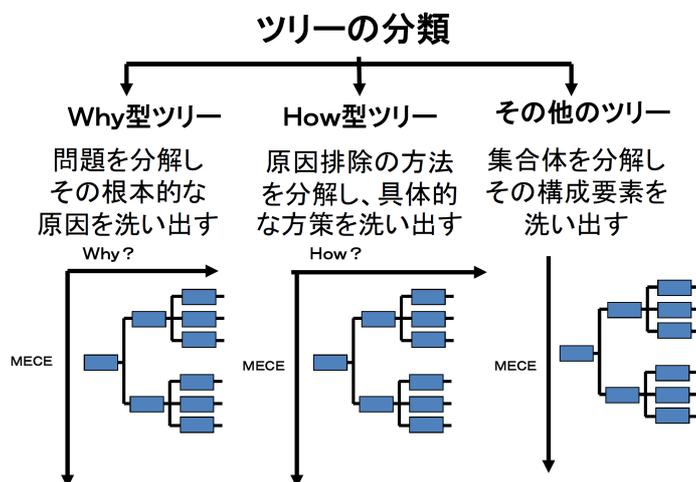 ツリーの分類
Why型ツリー
問題を分解し
その根本的な
原因を洗い出す
Why?
MECE
How型ツリー
原因排除の方法
を分解し、具体的
な方策を洗い出す
How?
MECE
その他のツリー
集合体を分解し
その構成要素を
洗い出す
MECE